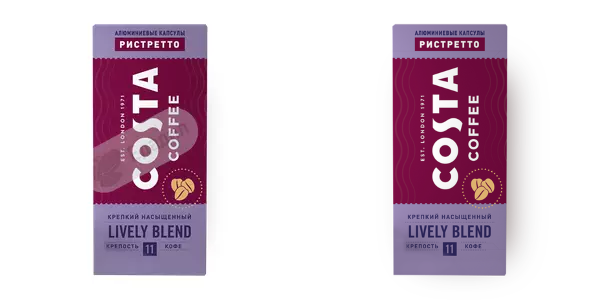 АЛЮМИНИЕВЫЕ КАПСУЛЫ
РИСТРЕТТО
COSTA
COFFEE
EST. LONDON 1971
КРЕПКИЙ НАСЫЩЕННЫЙ
LIVELY BLEND
КРЕПОСТЬ 11 КОФЕ
АЛЮМИНИЕВЫЕ КАПСУЛЫ
РИСТРЕТТО
COSTA
COFFEE
EST. LONDON 1971
КРЕПКИЙ НАСЫЩЕННЫЙ
LIVELY BLEND
КРЕПОСТЬ 11 КОФЕ